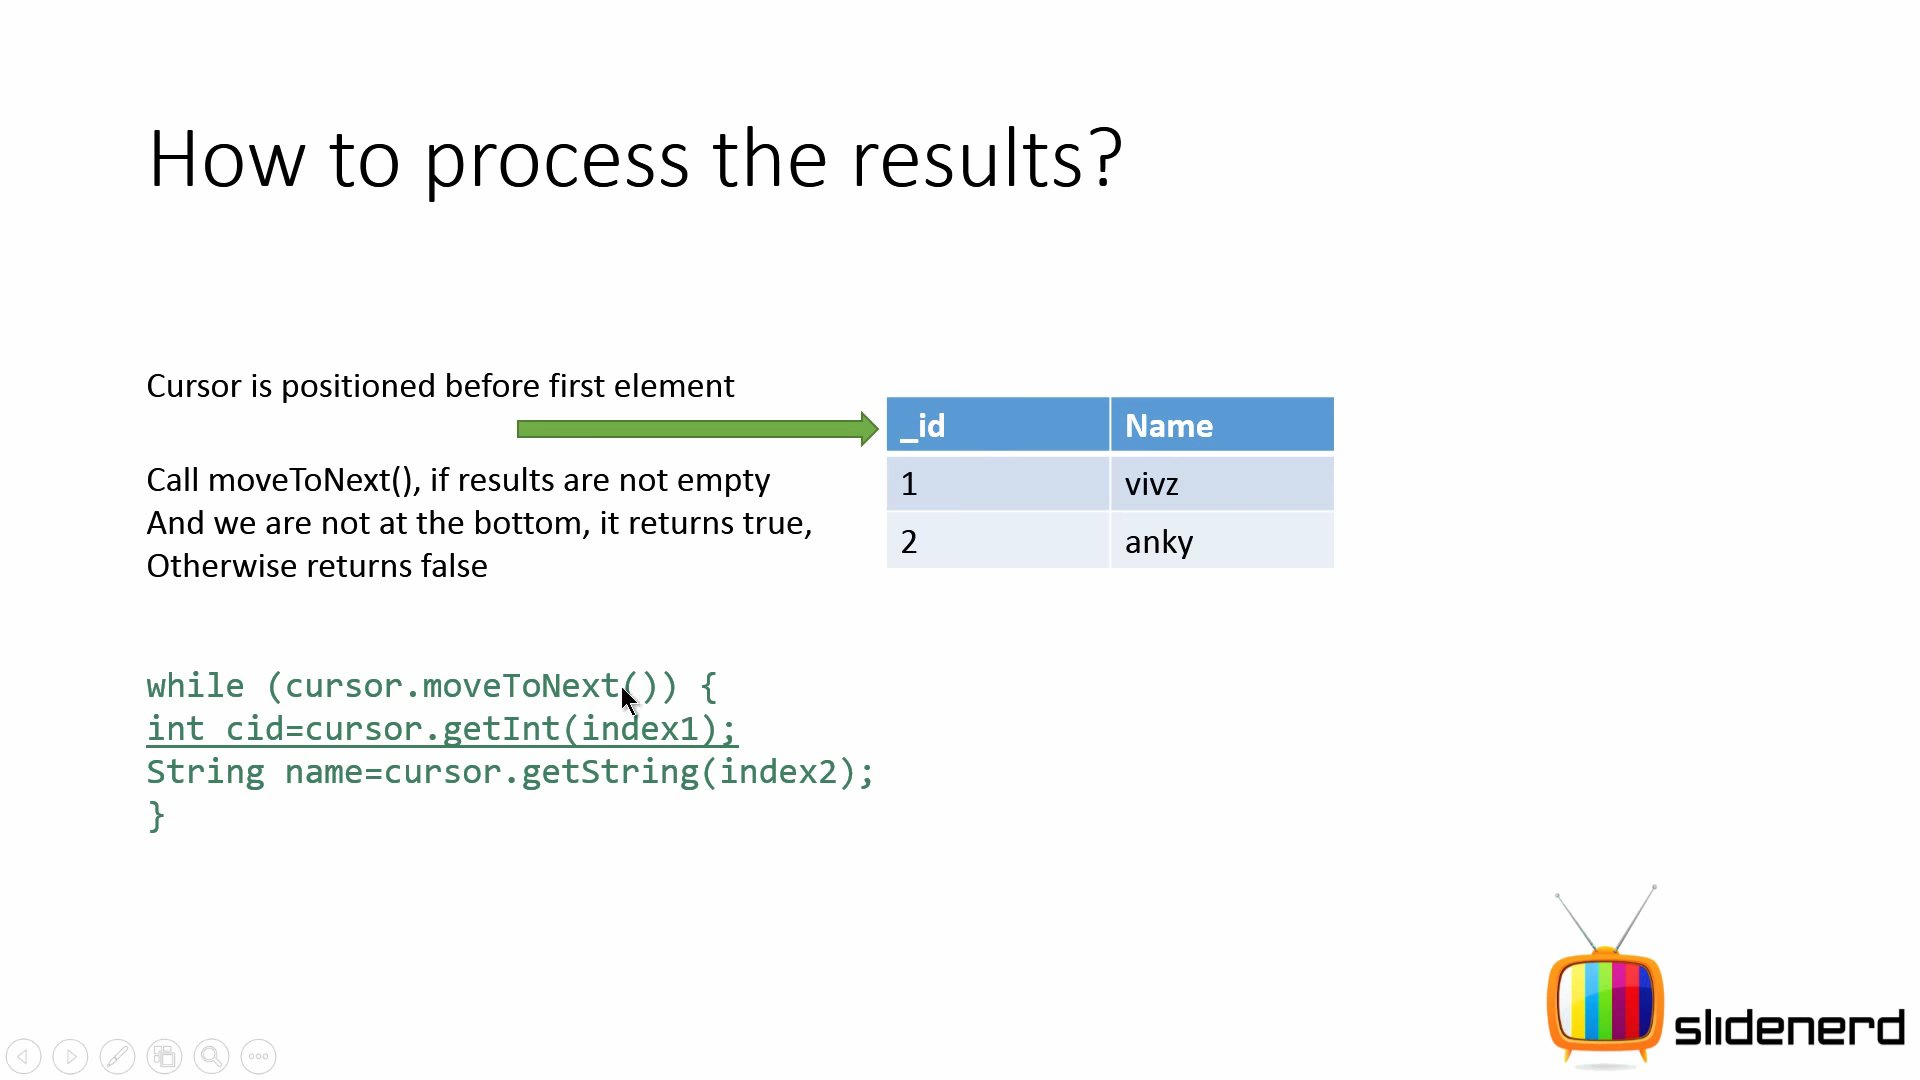 How to process the results?
Cursor is positioned before first element
_id Name
Call moveToNext(), if results are not empty
And we are not at the bottom, it returns true,
Otherwise returns false
1 vivz
2 anky
while (cursor.moveToNext()) {
int cid=cursor.getInt(index1);
String name=cursor.getString(index2);
}
slidenerd